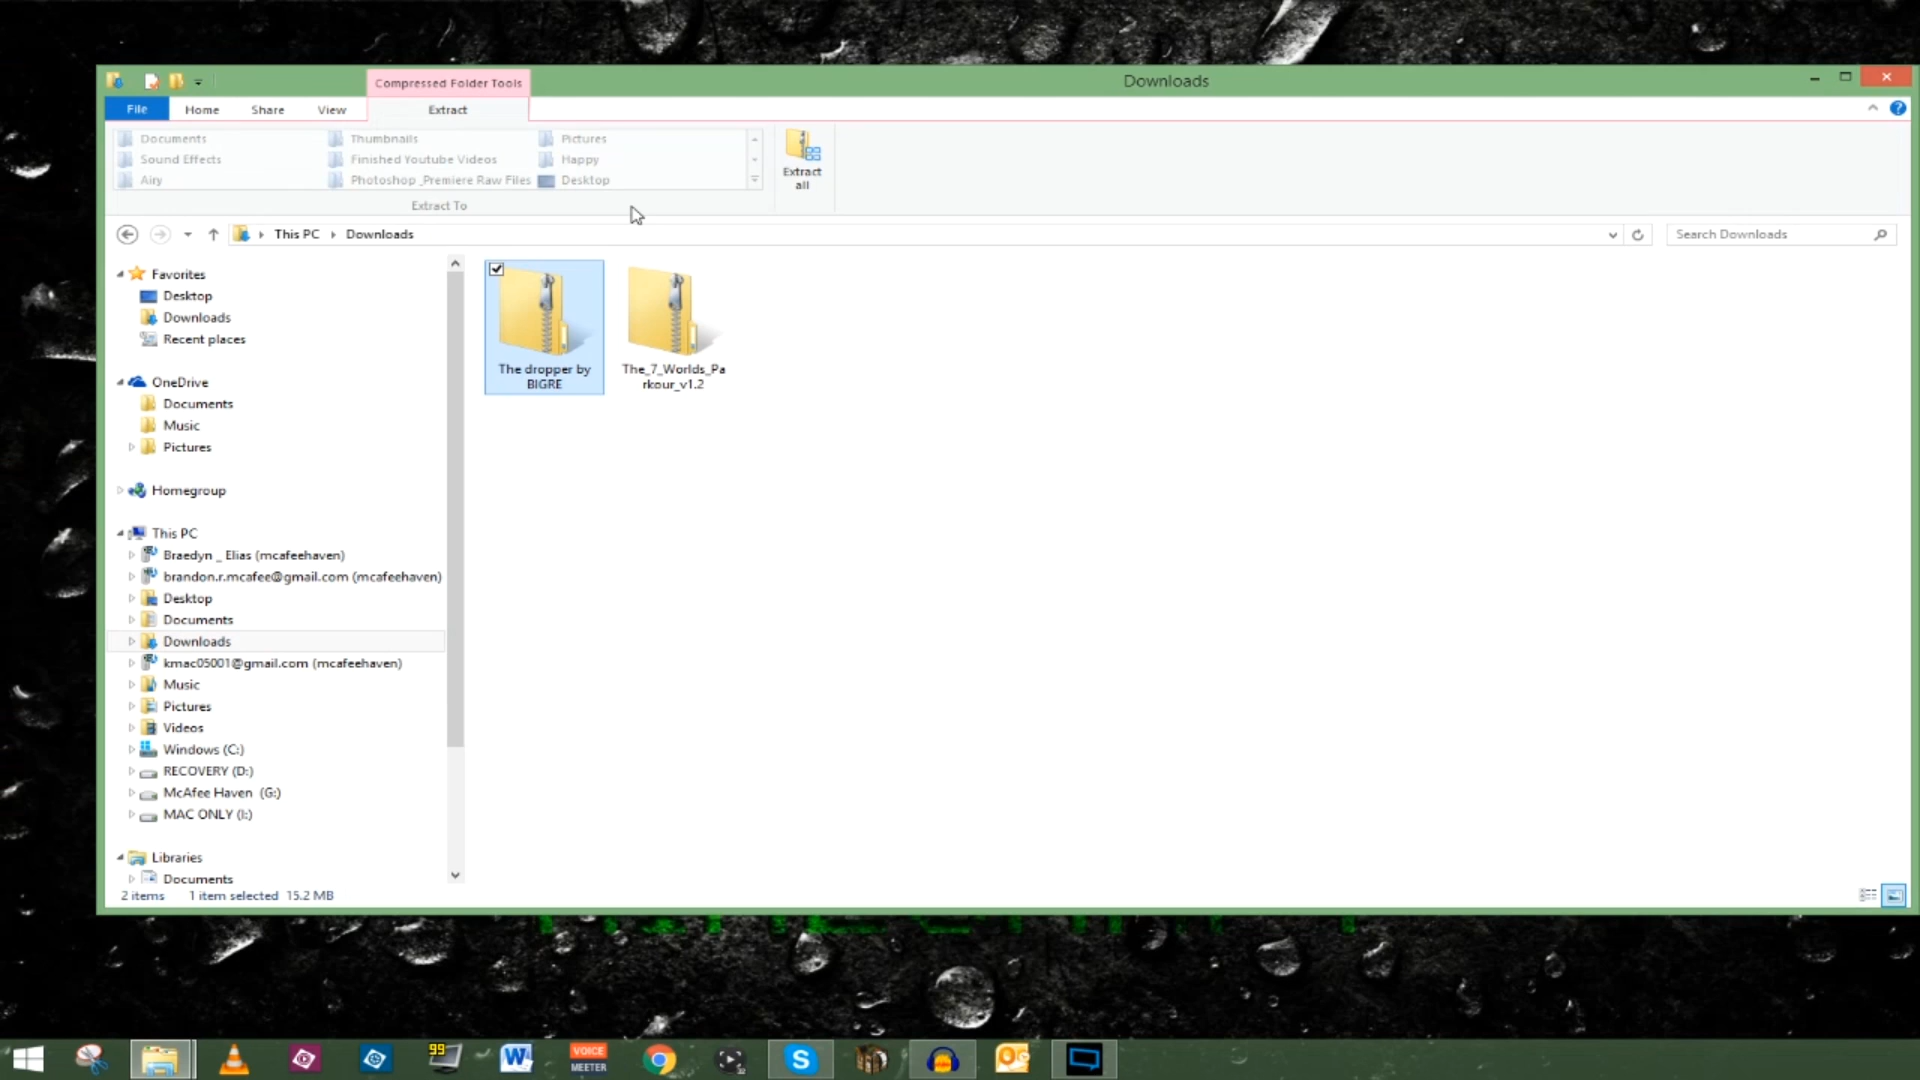 Compressed Folder Tools
Downloads
File
Home
Share
View
Extract
Documents
Thumbnails
Pictures
Sound Effects
Finished Youtube Videos
Happy
Airy
Photoshop _Premiere Raw Files
Desktop
Extract
all
Extract To
This PC
Downloads
Search Downloads
Favorites
Desktop
Downloads
Recent places
OneDrive
Documents
Music
Pictures
Homegroup
This PC
Braedyn _ Elias (mcafeehaven)
brandon.r.mcafee@gmail.com (mcafeehaven)
Desktop
Documents
Downloads
kmac05001@gmail.com (mcafeehaven)
Music
Pictures
Videos
Windows (C:)
RECOVERY (D:)
McAfee Haven (G:)
MAC ONLY (I:)
Libraries
Documents
The dropper by
BIGRE
The_7_Worlds_Pa
rkour_v1.2
2 items
1 item selected 15.2 MB
99
VOICE
MEETER